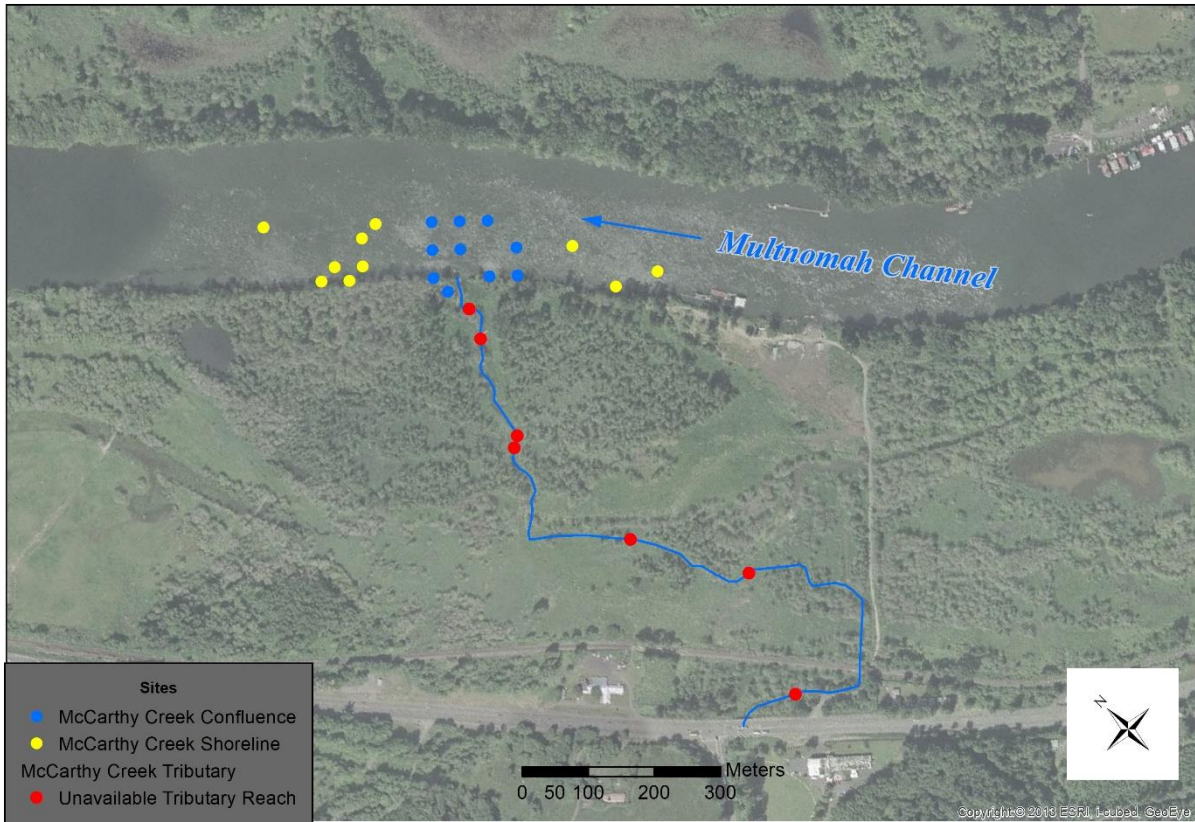 Multnomah Channel
Sites
McCarthy Creek Confluence
McCarthy Creek Shoreline
McCarthy Creek Tributary
Unavailable Tributary Reach
N
Meters
0 50 100 200 300
Copyright:© 2013 ESRI, i-cubed, GeoEye